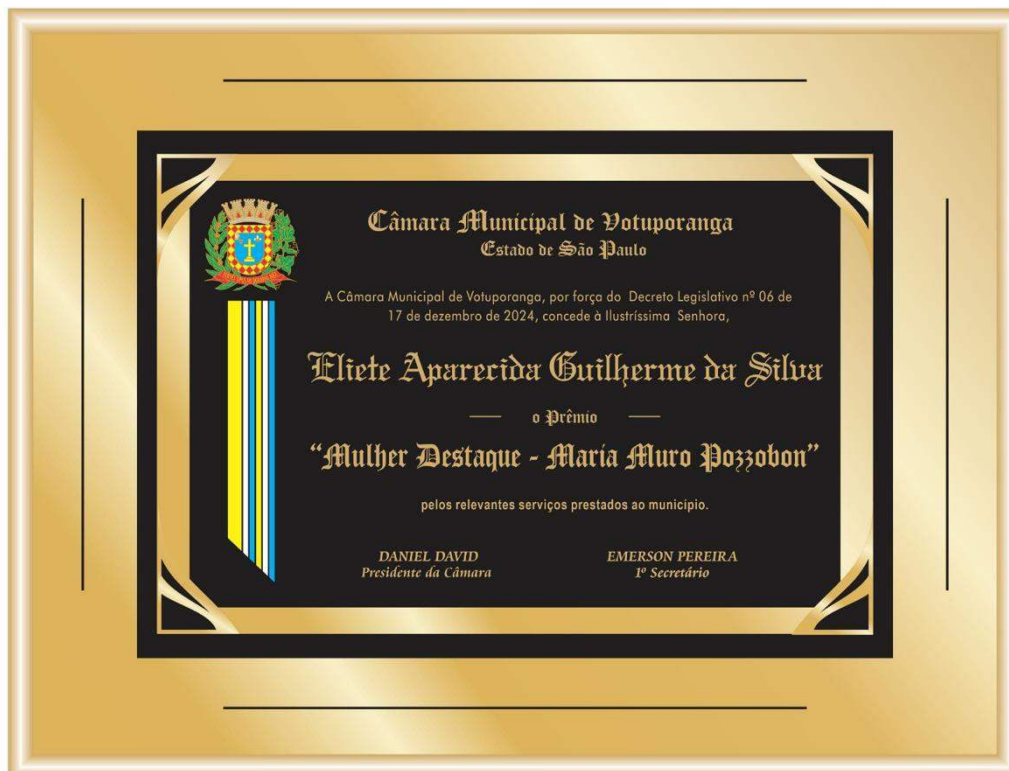 Câmara Municipal de Votuporanga
Estado de São Paulo
A Câmara Municipal de Votuporanga, por força do Decreto Legislativo nº 06 de
17 de dezembro de 2024, concede à Ilustríssima Senhora,
Eliete Aparecida Guilherme da Silva
o Prêmio
“Mulher Destaque - Maria Muro Pozzobon”
pelos relevantes serviços prestados ao município.
DANIEL DAVID
Presidente da Câmara
EMERSON PEREIRA
1º Secretário